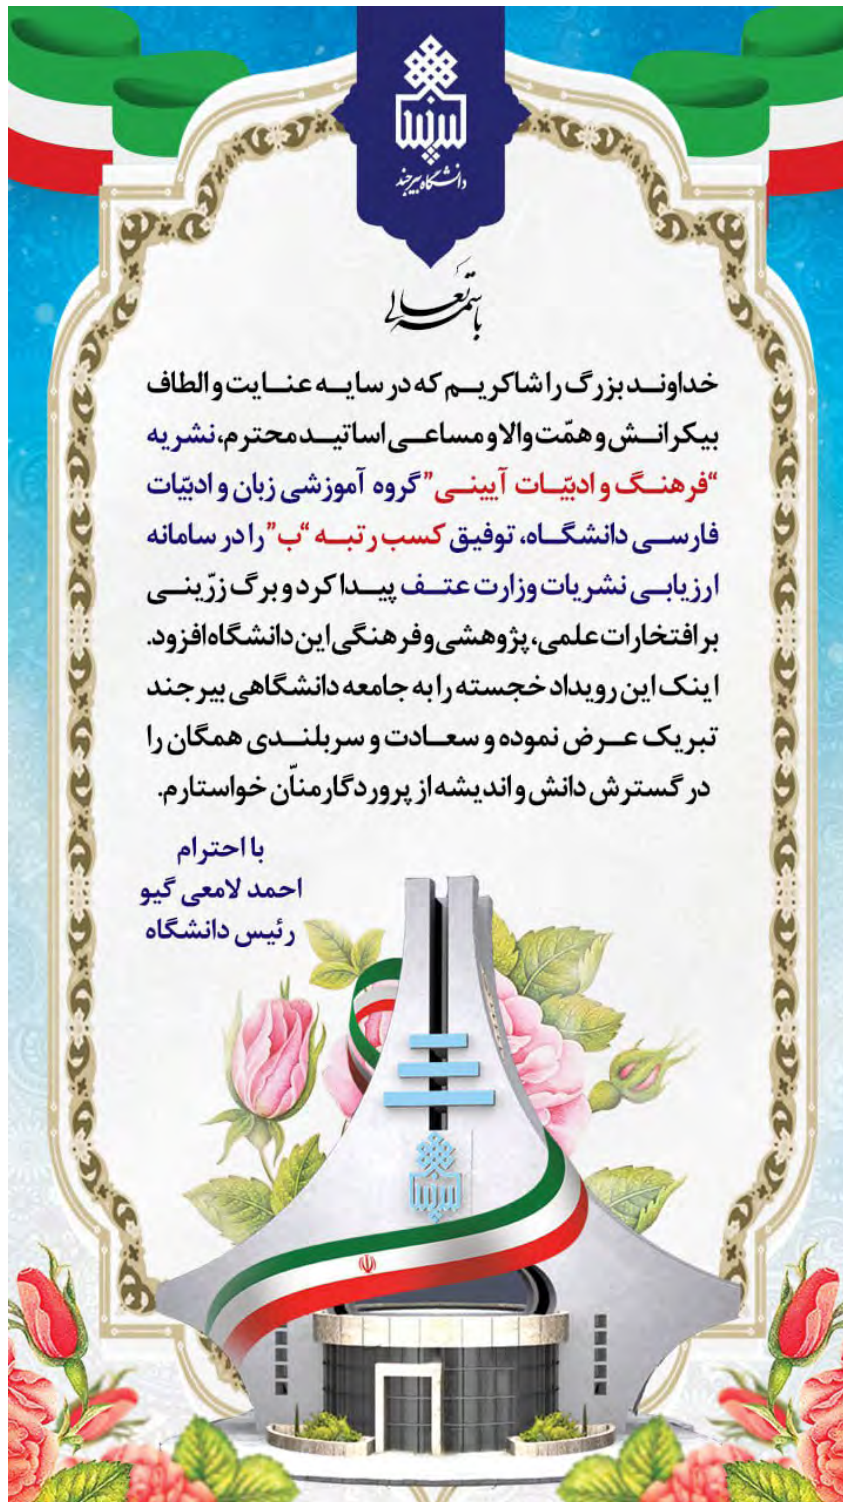 دانشگاه بیرجند
باسمه تعالی
خداوند بزرگ را شاکریم که در سایه عنایت و الطاف
بیکرانش و همّت والا و مساعی اساتید محترم، نشریه
“فرهنگ و ادبیّات آیینی” گروه آموزشی زبان و ادبیّات
فارسی دانشگاه، توفیق کسب رتبه “ب” را در سامانه
ارزیابی نشریات وزارت عتف پیدا کرد و برگ زرّینی
بر افتخارات علمی، پژوهشی و فرهنگی این دانشگاه افزود.
اینک این رویداد خجسته را به جامعه دانشگاهی بیرجند
تبریک عرض نموده و سعادت و سربلندی همگان را
در گسترش دانش و اندیشه از پروردگار منّان خواستارم.
با احترام
احمد لامعی گیو
رئیس دانشگاه